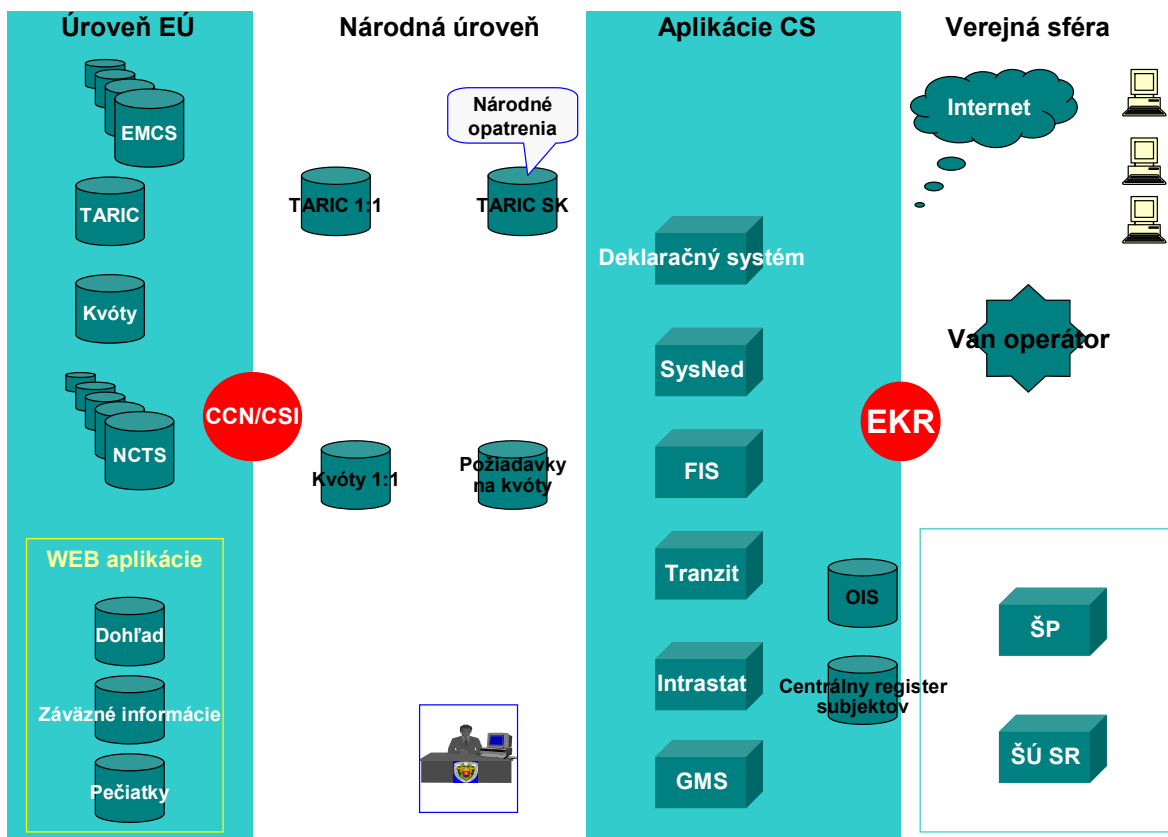 Úroveň EÚ
Národná úroveň
Aplikácie CS
Verejná sféra
EMCS
TARIC
Kvóty
NCTS
CCN/CSI
WEB aplikácie
Dohľad
Záväzné informácie
Pečiatky
Národné
opatrenia
TARIC 1:1
TARIC SK
Kvóty 1:1
Požiadavky
na kvóty
Deklaračný systém
SysNed
FIS
Tranzit
Intrastat
GMS
OIS
Centrálny register
subjektov
EKR
Internet
Van operátor
ŠP
ŠÚ SR